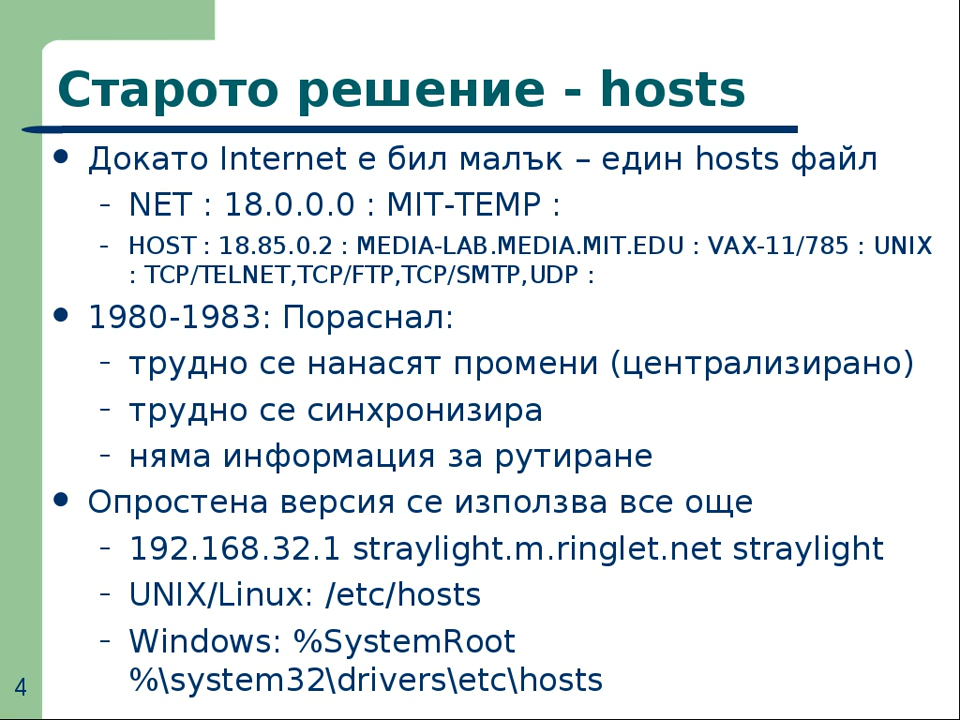 Старото решение - hosts
● Докато Internet е бил малък – един hosts файл
– NET : 18.0.0.0 : MIT-TEMP :
– HOST : 18.85.0.2 : MEDIA-LAB.MEDIA.MIT.EDU : VAX-11/785 : UNIX
: TCP/TELNET,TCP/FTP,TCP/SMTP,UDP :
● 1980-1983: Пораснал:
– трудно се нанасят промени (централизирано)
– трудно се синхронизира
– няма информация за рутиране
● Опростена версия се използва все още
– 192.168.32.1 straylight.m.ringlet.net straylight
– UNIX/Linux: /etc/hosts
– Windows: %SystemRoot
%\system32\drivers\etc\hosts
4